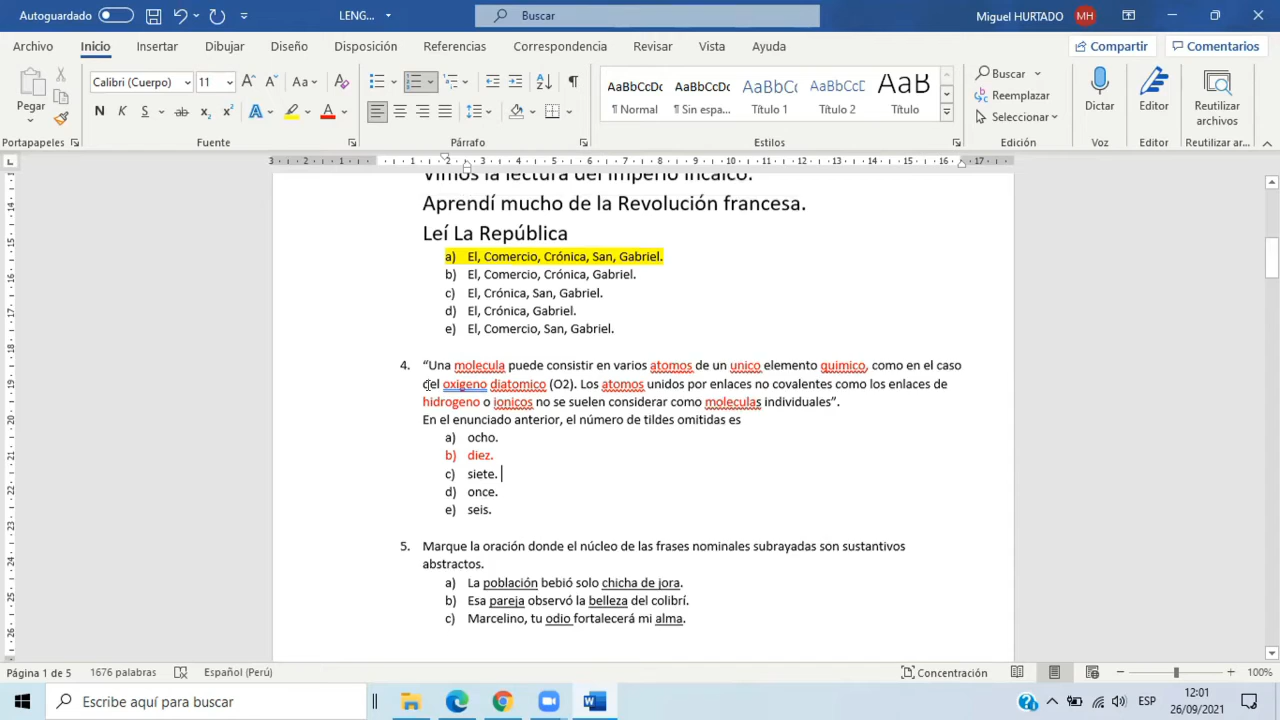 Autoguardado LENG... Buscar Miguel HURTADO MH
Archivo Inicio Insertar Dibujar Diseño Disposición Referencias Correspondencia Revisar Vista Ayuda Compartir Comentarios
Pegar
Calibri (Cuerpo) 11
AaBbCcDc AaBbCcDc AaBbCcD AaBbCcD AaB
¶ Normal ¶ Sin espa... Título 1 Título 2 Título
Buscar
Reemplazar
Seleccionar
Dictar Editor Reutilizar archivos
Portapapeles Fuente Párrafo Estilos Edición Voz Editor Reutilizar ar...
Vimos la lectura del Imperio incaico.
Aprendí mucho de la Revolución francesa.
Leí La República
a) El, Comercio, Crónica, San, Gabriel.
b) El, Comercio, Crónica, Gabriel.
c) El, Crónica, San, Gabriel.
d) El, Crónica, Gabriel.
e) El, Comercio, San, Gabriel.
4. “Una molecula puede consistir en varios atomos de un unico elemento quimico, como en el caso
del oxigeno diatomico (O2). Los atomos unidos por enlaces no covalentes como los enlaces de
hidrogeno o ionicos no se suelen considerar como moleculas individuales”.
En el enunciado anterior, el número de tildes omitidas es
a) ocho.
b) diez.
c) siete.
d) once.
e) seis.
5. Marque la oración donde el núcleo de las frases nominales subrayadas son sustantivos
abstractos.
a) La población bebió solo chicha de jora.
b) Esa pareja observó la belleza del colibrí.
c) Marcelino, tu odio fortalecerá mi alma.
Página 1 de 5 1676 palabras Español (Perú) Concentración 100%
Escribe aquí para buscar ESP 12:01
26/09/2021